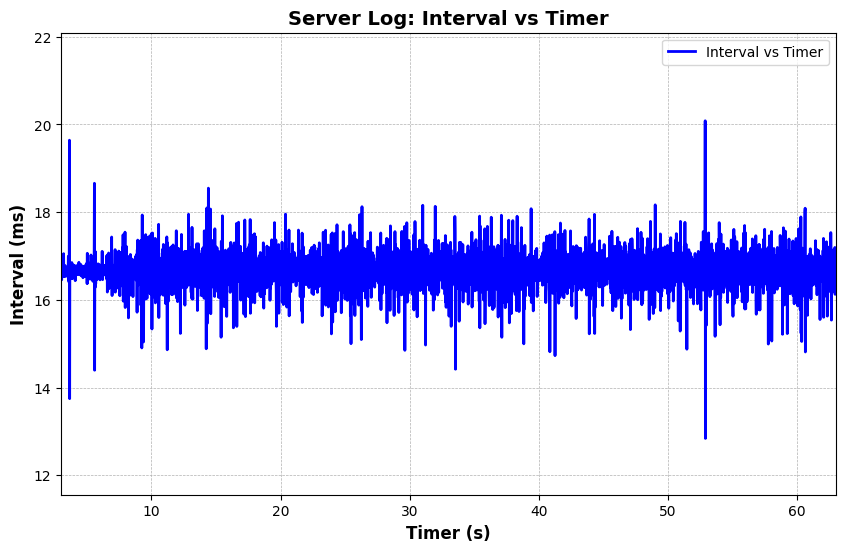 Server Log: Interval vs Timer
Interval vs Timer
Interval (ms)
22
20
18
16
14
12
10 20 30 40 50 60
Timer (s)